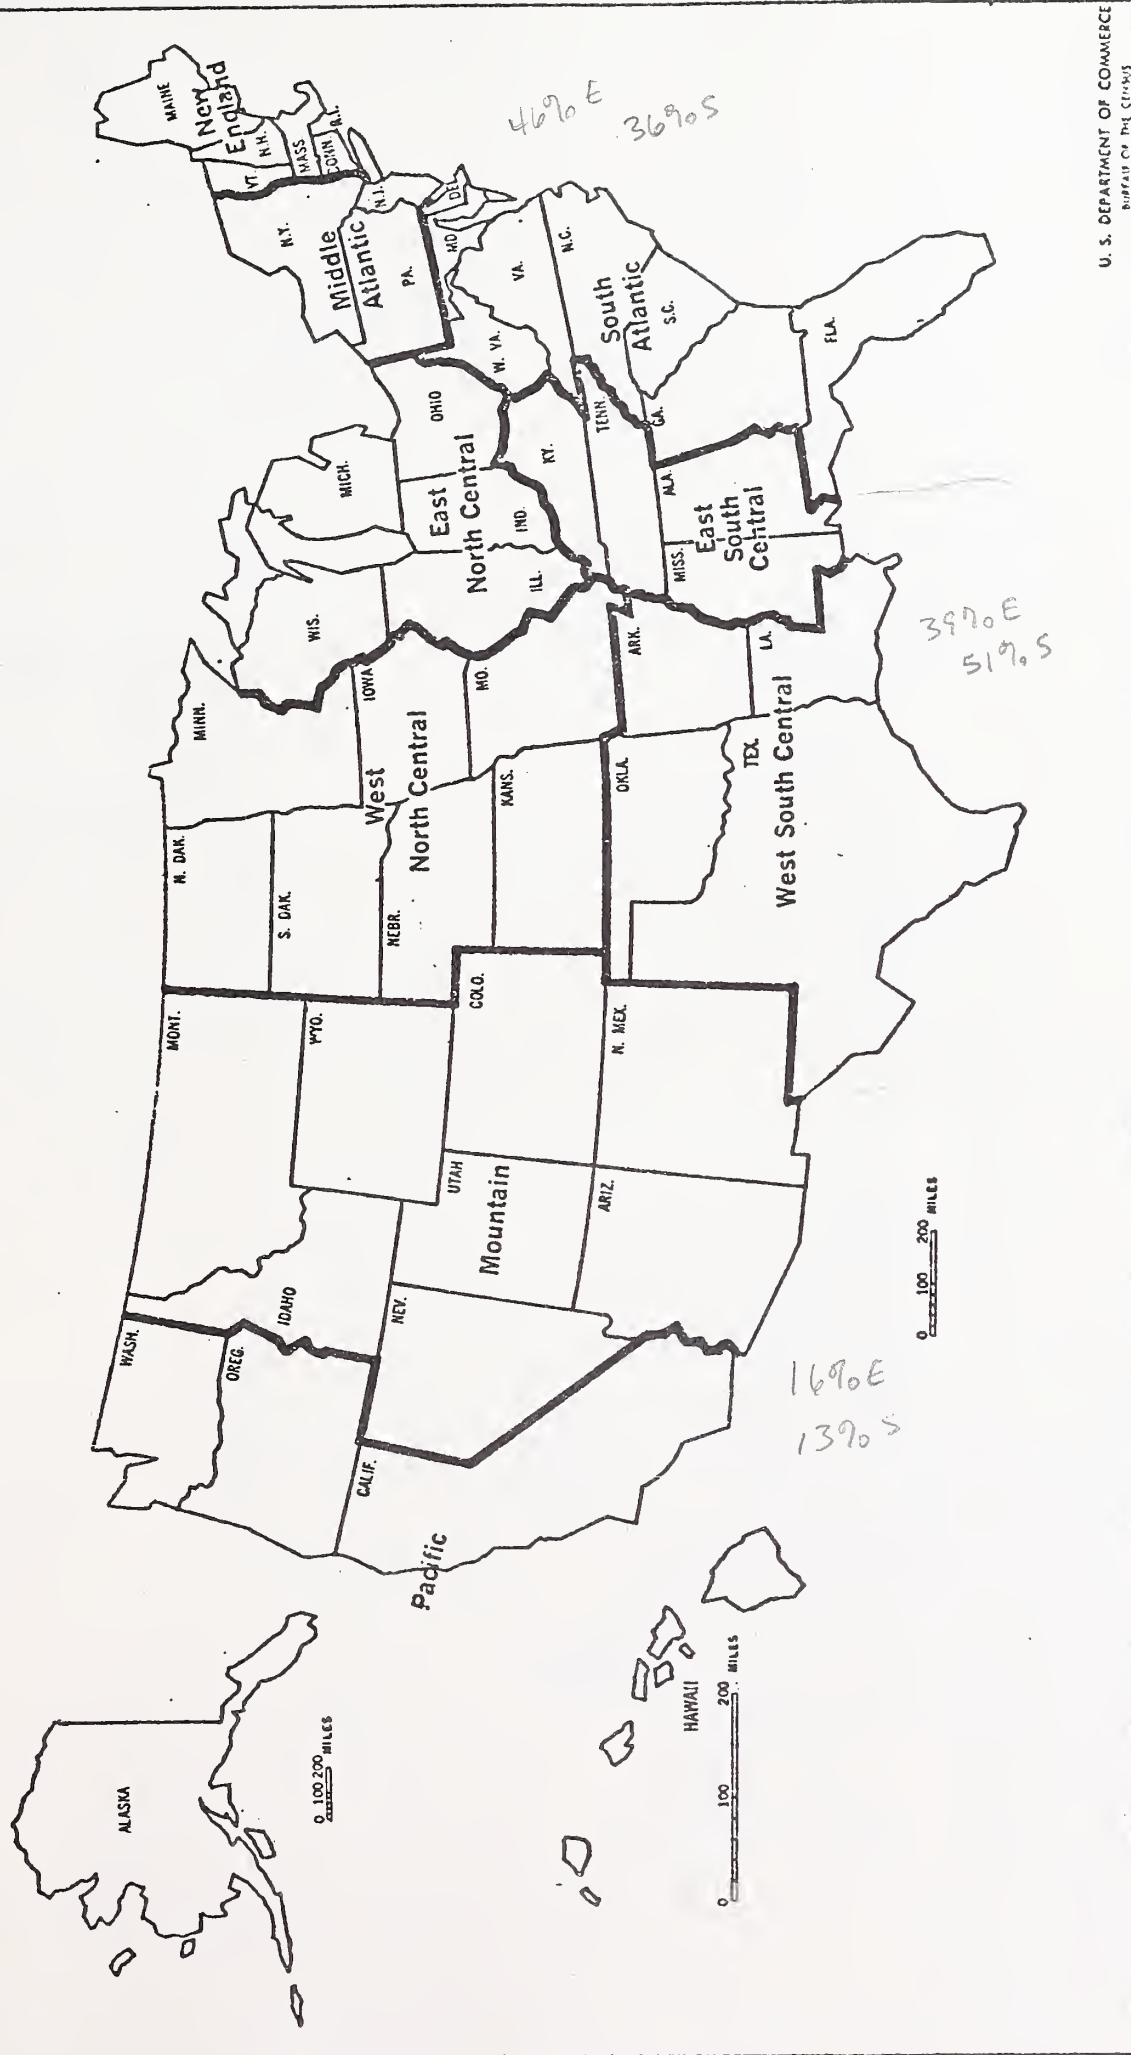 ALASKA
0 100 200 MILES
HAWAII
0 100 200 MILES
WASH.
OREG.
CALIF.
Pacific
IDAHO
NEV.
MONT.
WYO.
UTAH
COLO.
ARIZ.
N. MEX.
Mountain
N. DAK.
S. DAK.
NEBR.
KANS.
MINN.
IOWA
MO.
West
North Central
OKLA.
TEX.
ARK.
LA.
West South Central
WIS.
MICH.
ILL.
IND.
OHIO
East
North Central
KY.
TENN.
MISS.
ALA.
East
South
Central
W. VA.
VA.
MD
DE
N.C.
S.C.
GA.
FLA.
South
Atlantic
N.Y.
N.J.
PA.
Middle
Atlantic
MAINE
N.H.
VT.
MASS
CONN.
R.I.
New
England
0 100 200 MILES
16% E
13% S
39% E
51% S
46% E
36% S
U. S. DEPARTMENT OF COMMERCE
BUREAU OF THE CENSUS